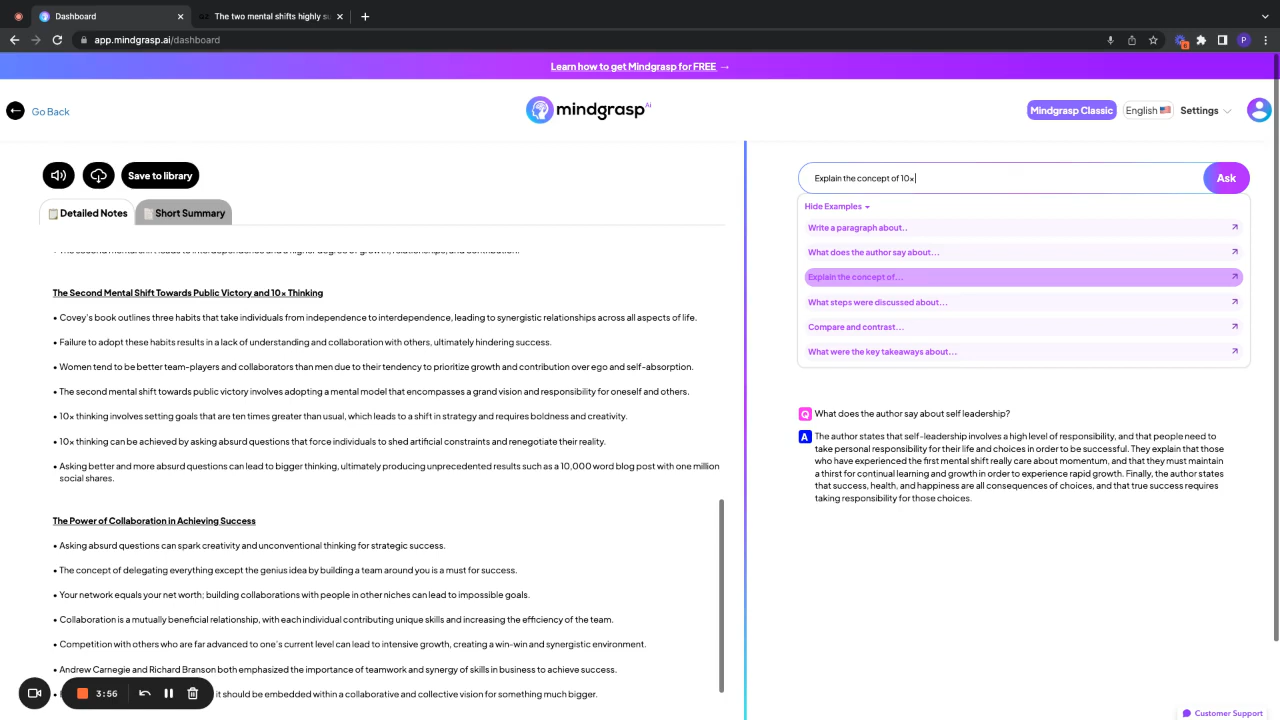 Dashboard
The two mental shifts highly su
app.mindgrasp.ai/dashboard
P
Learn how to get Mindgrasp for FREE →
Go Back
mindgrasp Ai
Mindgrasp Classic
English
Settings
Save to library
Detailed Notes
Short Summary
The Second Mental Shift Towards Public Victory and 10x Thinking
• Covey's book outlines three habits that take individuals from independence to interdependence, leading to synergistic relationships across all aspects of life.
• Failure to adopt these habits results in a lack of understanding and collaboration with others, ultimately hindering success.
• Women tend to be better team-players and collaborators than men due to their tendency to prioritize growth and contribution over ego and self-absorption.
• The second mental shift towards public victory involves adopting a mental model that encompasses a grand vision and responsibility for oneself and others.
• 10x thinking involves setting goals that are ten times greater than usual, which leads to a shift in strategy and requires boldness and creativity.
• 10x thinking can be achieved by asking absurd questions that force individuals to shed artificial constraints and renegotiate their reality.
• Asking better and more absurd questions can lead to bigger thinking, ultimately producing unprecedented results such as a 10,000 word blog post with one million
social shares.
The Power of Collaboration in Achieving Success
• Asking absurd questions can spark creativity and unconventional thinking for strategic success.
• The concept of delegating everything except the genius idea by building a team around you is a must for success.
• Your network equals your net worth; building collaborations with people in other niches can lead to impossible goals.
• Collaboration is a mutually beneficial relationship, with each individual contributing unique skills and increasing the efficiency of the team.
• Competition with others who are far advanced to one's current level can lead to intensive growth, creating a win-win and synergistic environment.
• Andrew Carnegie and Richard Branson both emphasized the importance of teamwork and synergy of skills in business to achieve success.
it should be embedded within a collaborative and collective vision for something much bigger.
3:56
Explain the concept of 10x
Ask
Hide Examples
Write a paragraph about..
What does the author say about...
Explain the concept of...
What steps were discussed about...
Compare and contrast...
What were the key takeaways about...
Q What does the author say about self leadership?
A The author states that self-leadership involves a high level of responsibility, and that people need to
take personal responsibility for their life and choices in order to be successful. They explain that those
who have experienced the first mental shift really care about momentum, and that they must maintain
a thirst for continual learning and growth in order to experience rapid growth. Finally, the author states
that success, health, and happiness are all consequences of choices, and that true success requires
taking responsibility for those choices.
Customer Support